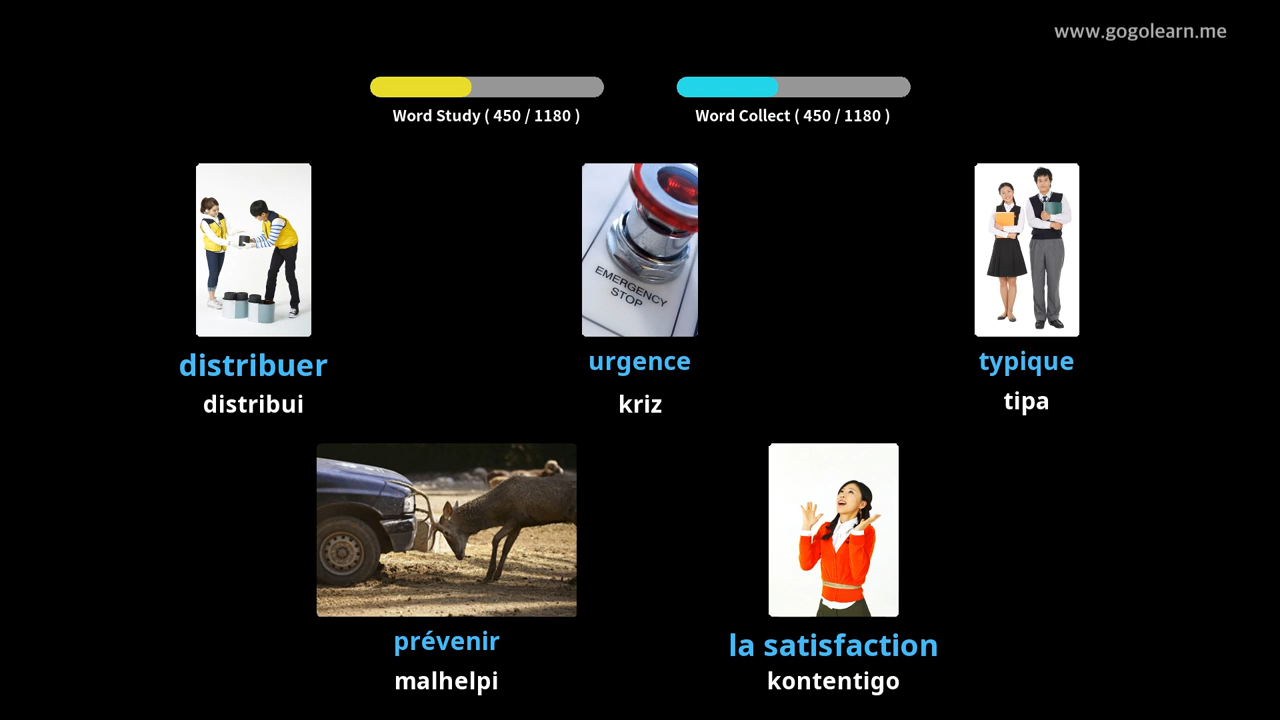 www.gogolearn.me
Word Study ( 450 / 1180 )
Word Collect ( 450 / 1180 )
EMERGENCY
STOP
distribuer
distribui
urgence
kriz
typique
tipa
prévenir
malhelpi
la satisfaction
kontentigo